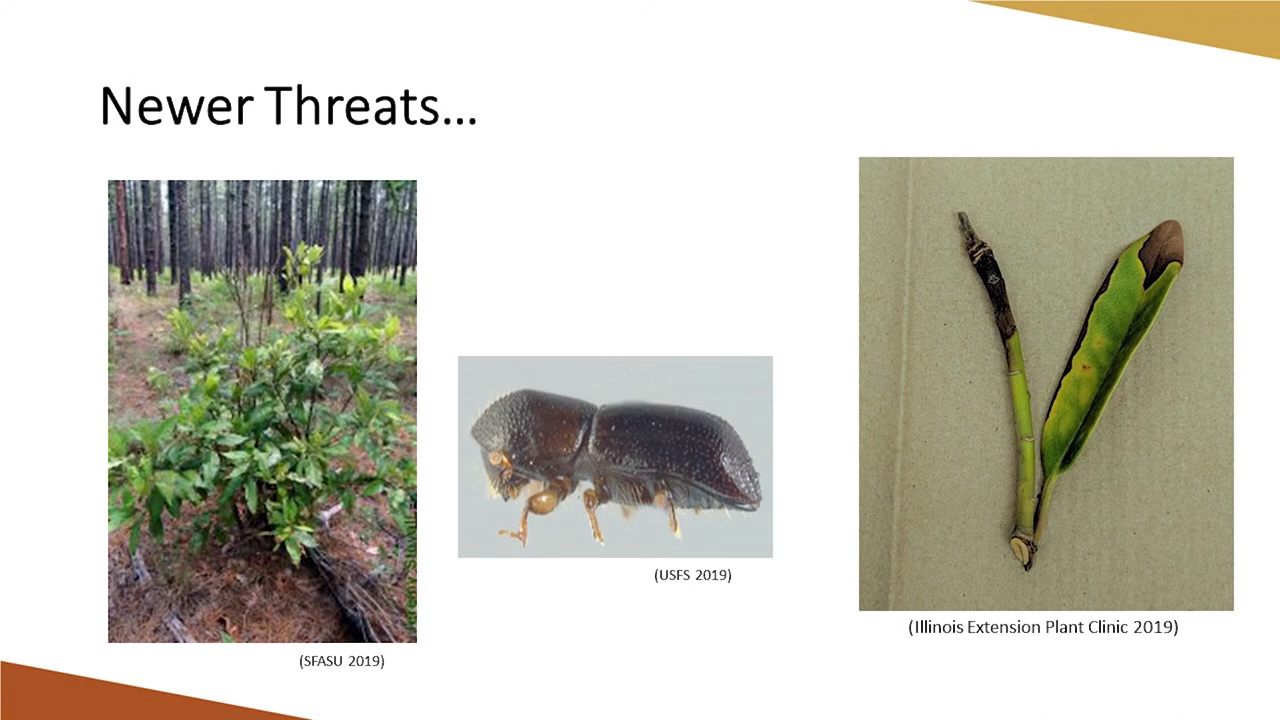 Newer Threats...
(USFS 2019)
(Illinois Extension Plant Clinic 2019)
(SFASU 2019)